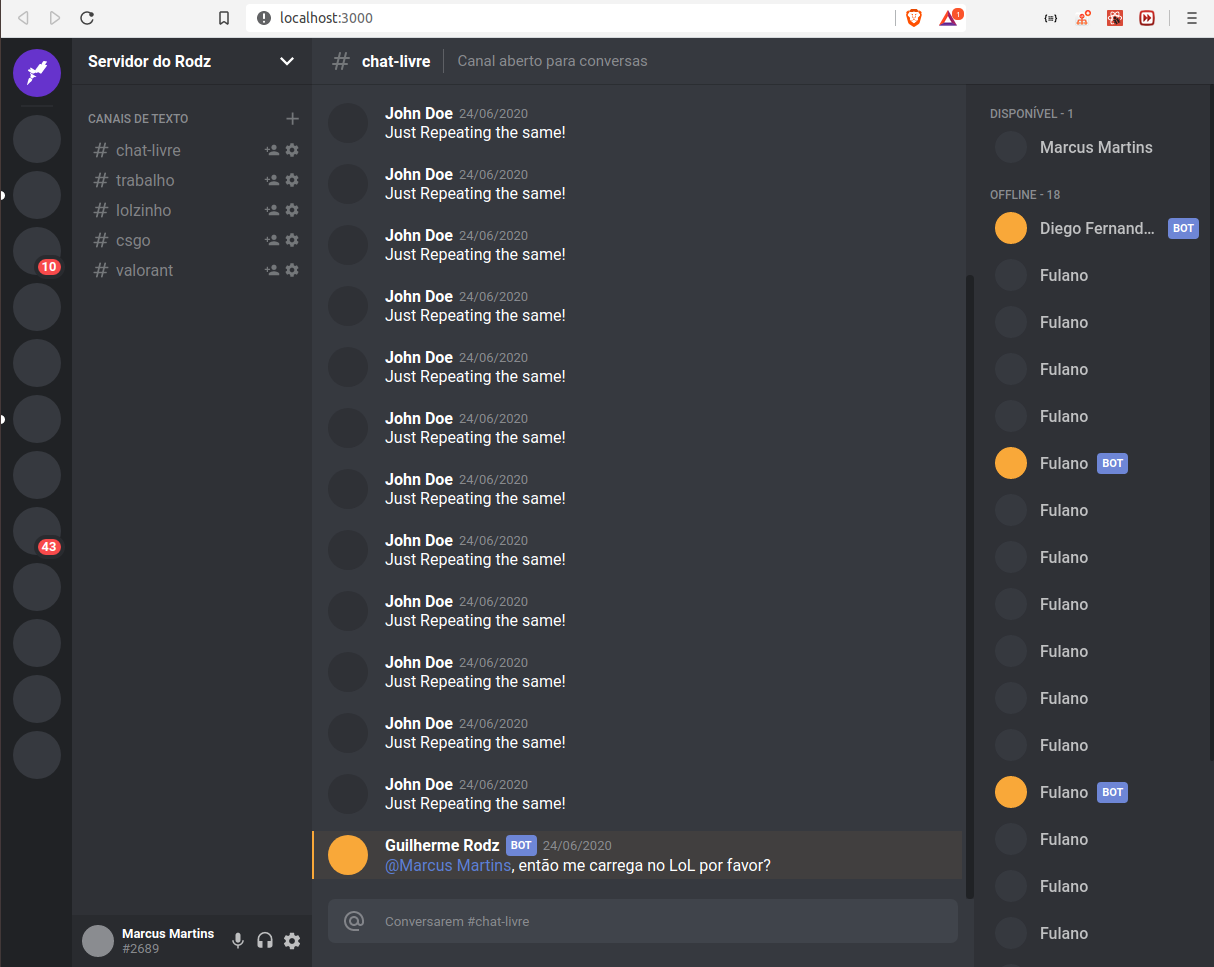 localhost:3000
1
Servidor do Rodz
CANAIS DE TEXTO
chat-livre
trabalho
lolzinho
csgo
valorant
10
43
Marcus Martins
#2689
chat-livre
Canal aberto para conversas
John Doe 24/06/2020
Just Repeating the same!
John Doe 24/06/2020
Just Repeating the same!
John Doe 24/06/2020
Just Repeating the same!
John Doe 24/06/2020
Just Repeating the same!
John Doe 24/06/2020
Just Repeating the same!
John Doe 24/06/2020
Just Repeating the same!
John Doe 24/06/2020
Just Repeating the same!
John Doe 24/06/2020
Just Repeating the same!
John Doe 24/06/2020
Just Repeating the same!
John Doe 24/06/2020
Just Repeating the same!
John Doe 24/06/2020
Just Repeating the same!
John Doe 24/06/2020
Just Repeating the same!
Guilherme Rodz BOT 24/06/2020
@Marcus Martins, então me carrega no LoL por favor?
@ Conversarem #chat-livre
DISPONÍVEL - 1
Marcus Martins
OFFLINE - 18
Diego Fernand... BOT
Fulano
Fulano
Fulano
Fulano
Fulano BOT
Fulano
Fulano
Fulano
Fulano
Fulano
Fulano
Fulano BOT
Fulano
Fulano
Fulano